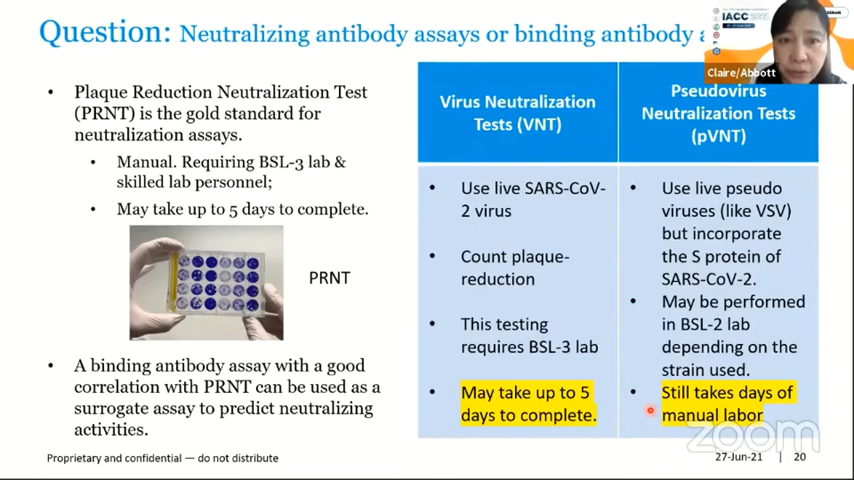 Question: Neutralizing antibody assays or binding antibody a
IACC 2021
Claire/Abbott
• Plaque Reduction Neutralization Test
(PRNT) is the gold standard for
neutralization assays.
• Manual. Requiring BSL-3 lab &
skilled lab personnel;
• May take up to 5 days to complete.
PRNT
• A binding antibody assay with a good
correlation with PRNT can be used as a
surrogate assay to predict neutralizing
activities.
Virus Neutralization
Tests (VNT)
• Use live SARS-CoV-
2 virus
• Count plaque-
reduction
• This testing
requires BSL-3 lab
• May take up to 5
days to complete.
Pseudovirus
Neutralization Tests
(pVNT)
• Use live pseudo
viruses (like VSV)
but incorporate
the S protein of
SARS-CoV-2.
• May be performed
in BSL-2 lab
depending on the
strain used.
• Still takes days of
manual labor
zoom
Proprietary and confidential — do not distribute
27-Jun-21 | 20